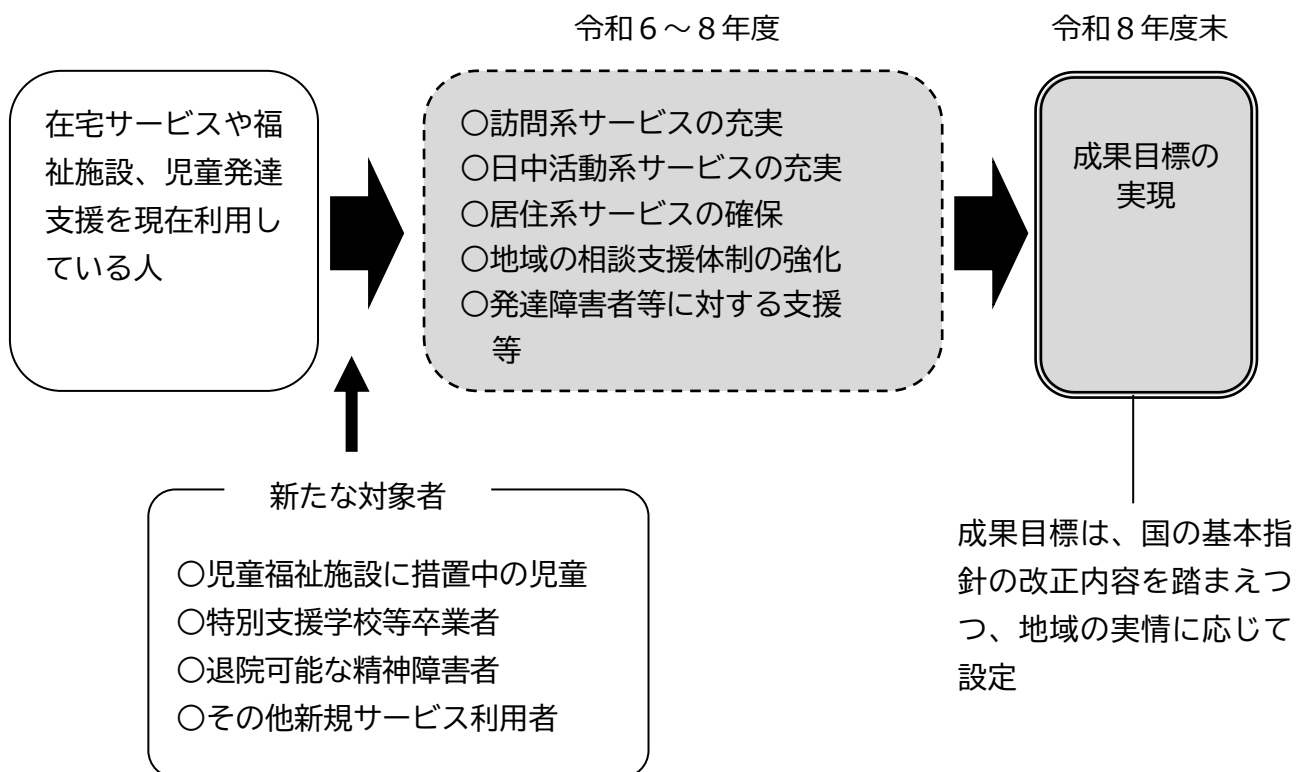 令和６～８年度
令和８年度末
在宅サービスや福
祉施設、児童発達
支援を現在利用し
ている人
○訪問系サービスの充実
○日中活動系サービスの充実
○居住系サービスの確保
○地域の相談支援体制の強化
○発達障害者等に対する支援
等
成果目標の
実現
新たな対象者
○児童福祉施設に措置中の児童
○特別支援学校等卒業者
○退院可能な精神障害者
○その他新規サービス利用者
成果目標は、国の基本指
針の改正内容を踏まえつ
つ、地域の実情に応じて
設定